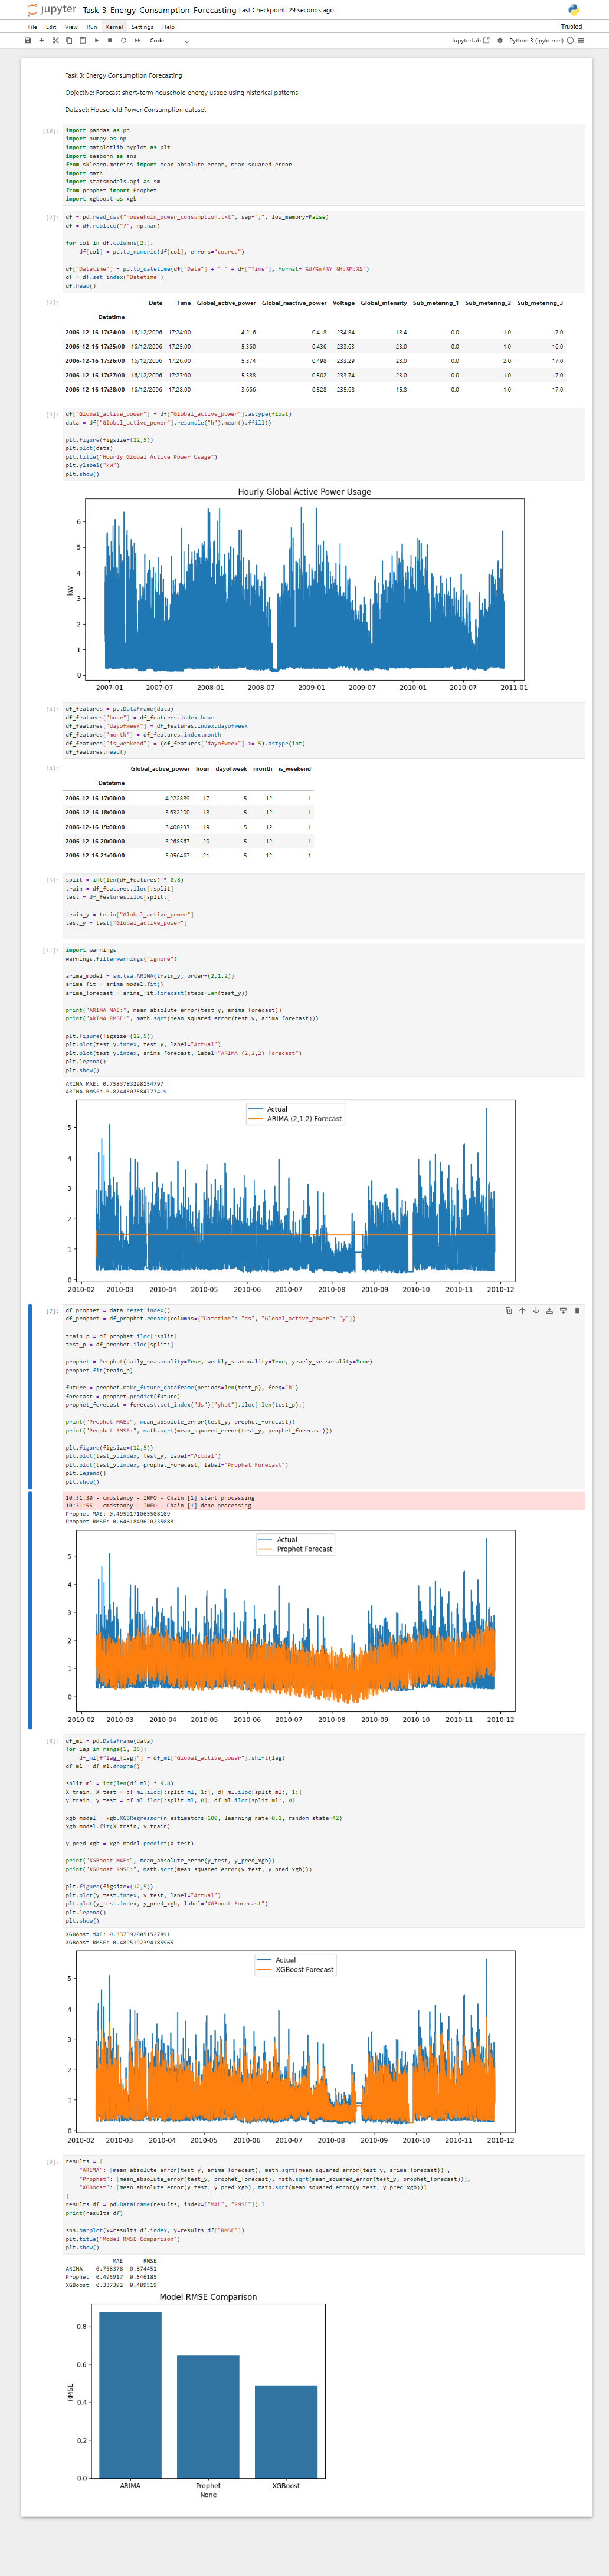 jupyter Task_3_Energy_Consumption_Forecasting Last Checkpoint: 29 seconds ago
File Edit View Run Kernel Settings Help Trusted
Code JupyterLab Python 3 (ipykernel)
Task 3: Energy Consumption Forecasting
Objective: Forecast short-term household energy usage using historical patterns.
Dataset: Household Power Consumption dataset
[10]:
import pandas as pd
import numpy as np
import matplotlib.pyplot as plt
import seaborn as sns
from sklearn.metrics import mean_absolute_error, mean_squared_error
import math
import statsmodels.api as sm
from prophet import Prophet
import xgboost as xgb
[2]:
df = pd.read_csv("household_power_consumption.txt", sep=";", low_memory=False)
df = df.replace("?", np.nan)
for col in df.columns[2:]:
df[col] = pd.to_numeric(df[col], errors="coerce")
df["Datetime"] = pd.to_datetime(df["Date"] + " " + df["Time"], format="%d/%m/%Y %H:%M:%S")
df = df.set_index("Datetime")
df.head()
[2]:
Date Time Global_active_power Global_reactive_power Voltage Global_intensity Sub_metering_1 Sub_metering_2 Sub_metering_3
Datetime
2006-12-16 17:24:00 16/12/2006 17:24:00 4.216 0.418 234.84 18.4 0.0 1.0 17.0
2006-12-16 17:25:00 16/12/2006 17:25:00 5.360 0.436 233.63 23.0 0.0 1.0 16.0
2006-12-16 17:26:00 16/12/2006 17:26:00 5.374 0.498 233.29 23.0 0.0 2.0 17.0
2006-12-16 17:27:00 16/12/2006 17:27:00 5.388 0.502 233.74 23.0 0.0 1.0 17.0
2006-12-16 17:28:00 16/12/2006 17:28:00 3.666 0.528 235.68 15.8 0.0 1.0 17.0
[3]:
df["Global_active_power"] = df["Global_active_power"].astype(float)
data = df["Global_active_power"].resample("h").mean().ffill()
plt.figure(figsize=(12,5))
plt.plot(data)
plt.title("Hourly Global Active Power Usage")
plt.ylabel("kW")
plt.show()
Hourly Global Active Power Usage
6
5
4
kW
3
2
1
0
2007-01 2007-07 2008-01 2008-07 2009-01 2009-07 2010-01 2010-07 2011-01
[4]:
df_features = pd.DataFrame(data)
df_features["hour"] = df_features.index.hour
df_features["dayofweek"] = df_features.index.dayofweek
df_features["month"] = df_features.index.month
df_features["is_weekend"] = (df_features["dayofweek"] >= 5).astype(int)
df_features.head()
[4]:
Global_active_power hour dayofweek month is_weekend
Datetime
2006-12-16 17:00:00 4.222889 17 5 12 1
2006-12-16 18:00:00 3.632200 18 5 12 1
2006-12-16 19:00:00 3.400233 19 5 12 1
2006-12-16 20:00:00 3.268567 20 5 12 1
2006-12-16 21:00:00 3.056467 21 5 12 1
[5]:
split = int(len(df_features) * 0.8)
train = df_features.iloc[:split]
test = df_features.iloc[split:]
train_y = train["Global_active_power"]
test_y = test["Global_active_power"]
[11]:
import warnings
warnings.filterwarnings("ignore")
arima_model = sm.tsa.ARIMA(train_y, order=(2,1,2))
arima_fit = arima_model.fit()
arima_forecast = arima_fit.forecast(steps=len(test_y))
print("ARIMA MAE:", mean_absolute_error(test_y, arima_forecast))
print("ARIMA RMSE:", math.sqrt(mean_squared_error(test_y, arima_forecast)))
plt.figure(figsize=(12,5))
plt.plot(test_y.index, test_y, label="Actual")
plt.plot(test_y.index, arima_forecast, label="ARIMA (2,1,2) Forecast")
plt.legend()
plt.show()
ARIMA MAE: 0.7583783298154797
ARIMA RMSE: 0.8744507584777419
Actual
ARIMA (2,1,2) Forecast
5
4
3
2
1
0
2010-02 2010-03 2010-04 2010-05 2010-06 2010-07 2010-08 2010-09 2010-10 2010-11 2010-12
[7]:
df_prophet = data.reset_index()
df_prophet = df_prophet.rename(columns={"Datetime": "ds", "Global_active_power": "y"})
train_p = df_prophet.iloc[:split]
test_p = df_prophet.iloc[split:]
prophet = Prophet(daily_seasonality=True, weekly_seasonality=True, yearly_seasonality=True)
prophet.fit(train_p)
future = prophet.make_future_dataframe(periods=len(test_p), freq="h")
forecast = prophet.predict(future)
prophet_forecast = forecast.set_index("ds")["yhat"].iloc[-len(test_p):]
print("Prophet MAE:", mean_absolute_error(test_y, prophet_forecast))
print("Prophet RMSE:", math.sqrt(mean_squared_error(test_y, prophet_forecast)))
plt.figure(figsize=(12,5))
plt.plot(test_y.index, test_y, label="Actual")
plt.plot(test_y.index, prophet_forecast, label="Prophet Forecast")
plt.legend()
plt.show()
10:31:30 - cmdstanpy - INFO - Chain [1] start processing
10:31:55 - cmdstanpy - INFO - Chain [1] done processing
Prophet MAE: 0.4959171065508109
Prophet RMSE: 0.6461849620235088
Actual
Prophet Forecast
5
4
3
2
1
0
2010-02 2010-03 2010-04 2010-05 2010-06 2010-07 2010-08 2010-09 2010-10 2010-11 2010-12
[8]:
df_ml = pd.DataFrame(data)
for lag in range(1, 25):
df_ml[f"lag_{lag}"] = df_ml["Global_active_power"].shift(lag)
df_ml = df_ml.dropna()
split_ml = int(len(df_ml) * 0.8)
X_train, X_test = df_ml.iloc[:split_ml, 1:], df_ml.iloc[split_ml:, 1:]
y_train, y_test = df_ml.iloc[:split_ml, 0], df_ml.iloc[split_ml:, 0]
xgb_model = xgb.XGBRegressor(n_estimators=100, learning_rate=0.1, random_state=42)
xgb_model.fit(X_train, y_train)
y_pred_xgb = xgb_model.predict(X_test)
print("XGBoost MAE:", mean_absolute_error(y_test, y_pred_xgb))
print("XGBoost RMSE:", math.sqrt(mean_squared_error(y_test, y_pred_xgb)))
plt.figure(figsize=(12,5))
plt.plot(y_test.index, y_test, label="Actual")
plt.plot(y_test.index, y_pred_xgb, label="XGBoost Forecast")
plt.legend()
plt.show()
XGBoost MAE: 0.3373920051527891
XGBoost RMSE: 0.4895192394185965
Actual
XGBoost Forecast
5
4
3
2
1
0
2010-02 2010-03 2010-04 2010-05 2010-06 2010-07 2010-08 2010-09 2010-10 2010-11 2010-12
[9]:
results = {
"ARIMA": [mean_absolute_error(test_y, arima_forecast), math.sqrt(mean_squared_error(test_y, arima_forecast))],
"Prophet": [mean_absolute_error(test_y, prophet_forecast), math.sqrt(mean_squared_error(test_y, prophet_forecast))],
"XGBoost": [mean_absolute_error(y_test, y_pred_xgb), math.sqrt(mean_squared_error(y_test, y_pred_xgb))]
}
results_df = pd.DataFrame(results, index=["MAE", "RMSE"]).T
print(results_df)
sns.barplot(x=results_df.index, y=results_df["RMSE"])
plt.title("Model RMSE Comparison")
plt.show()
MAE RMSE
ARIMA 0.758378 0.874451
Prophet 0.495917 0.646185
XGBoost 0.337392 0.489519
Model RMSE Comparison
0.8
0.6
RMSE
0.4
0.2
0.0
ARIMA Prophet XGBoost
None